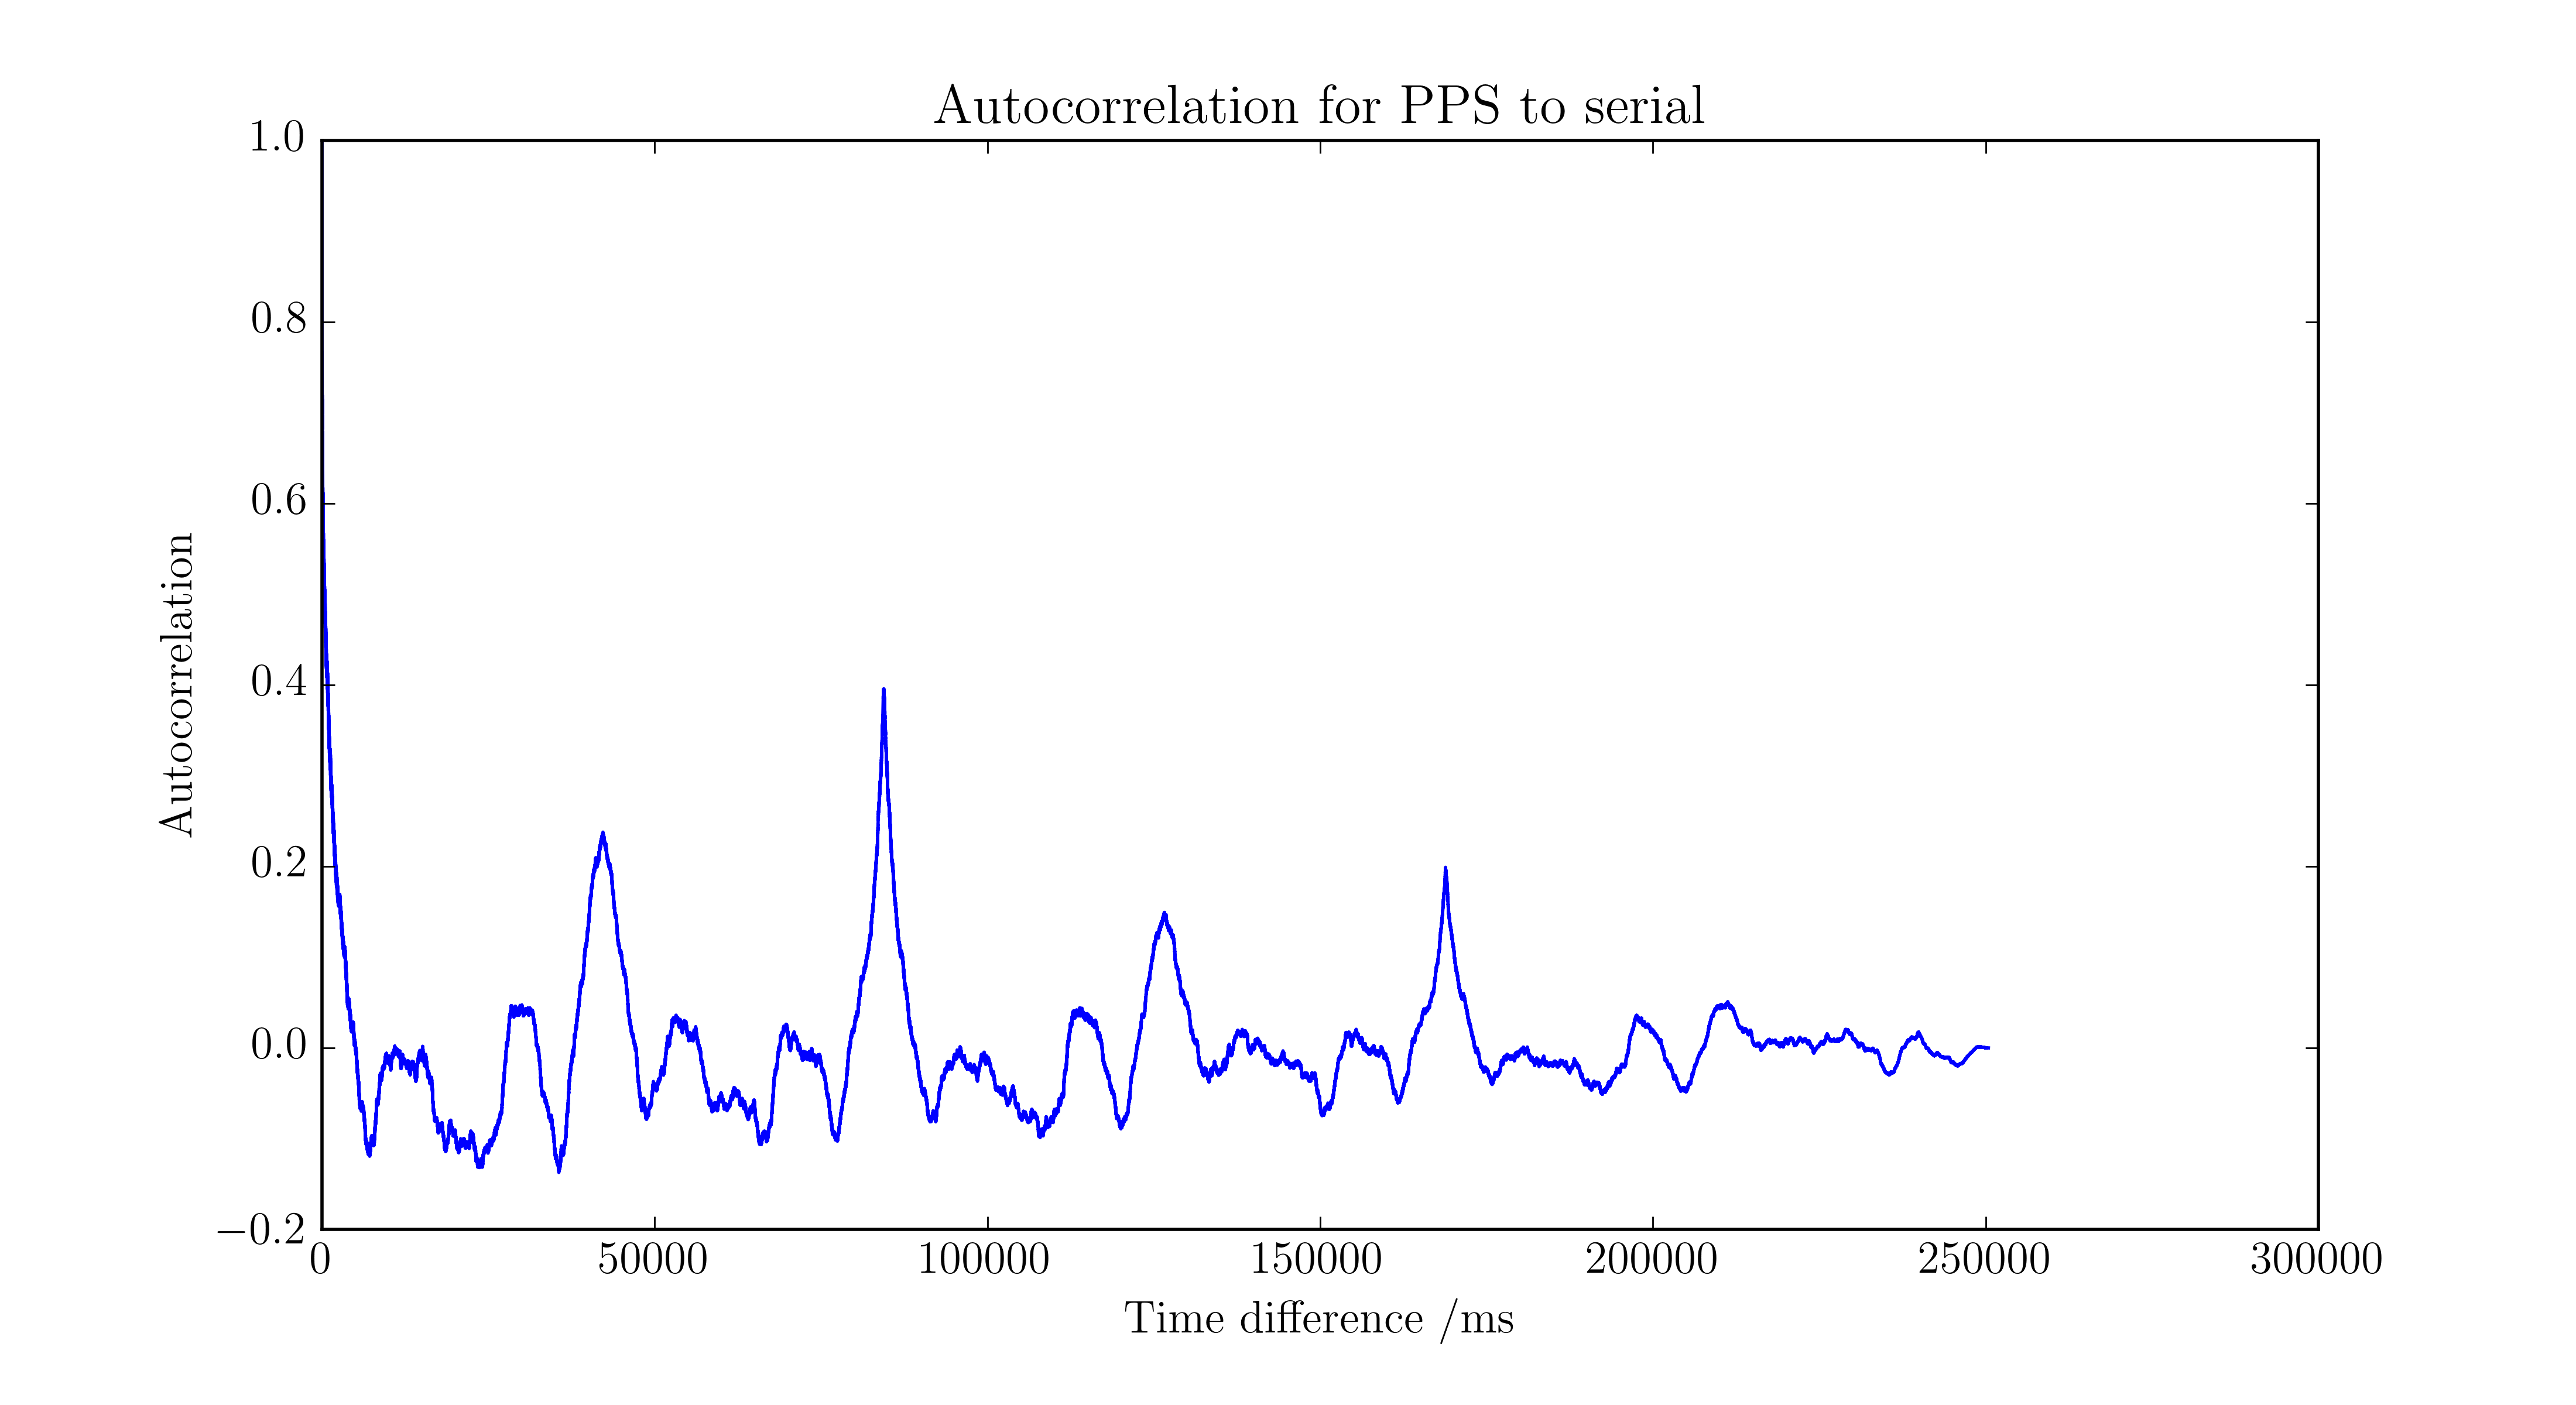 Autocorrelation for PPS to serial
1.0
0.8
0.6
0.4
0.2
0.0
−0.2
Autocorrelation
0 50000 100000 150000 200000 250000 300000
Time difference /ms